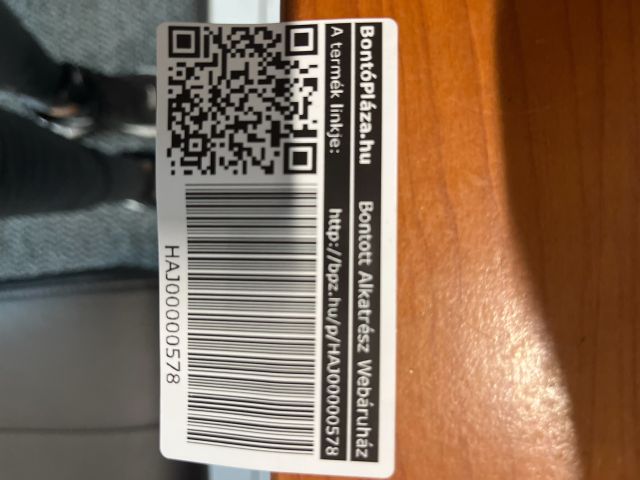 BontóPláza.hu Bontott Alkatrész Webáruház
A termék linkje: http://bpz.hu/p/HAJ00000578
HAJ00000578